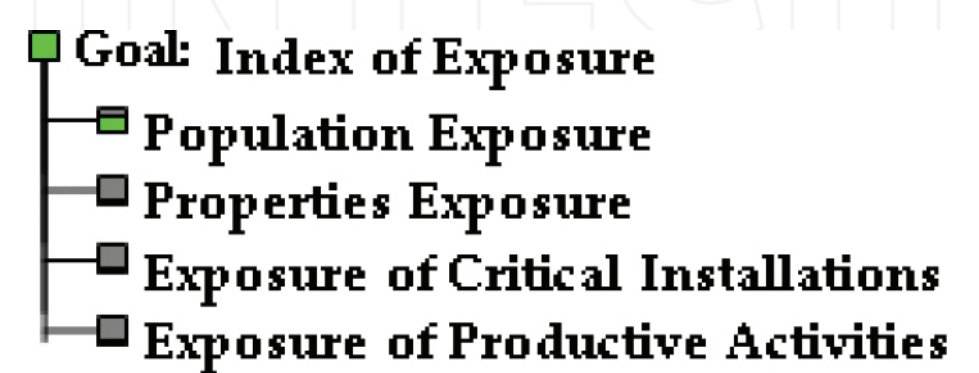 Goal: Index of Exposure
Population Exposure
Properties Exposure
Exposure of Critical Installations
Exposure of Productive Activities